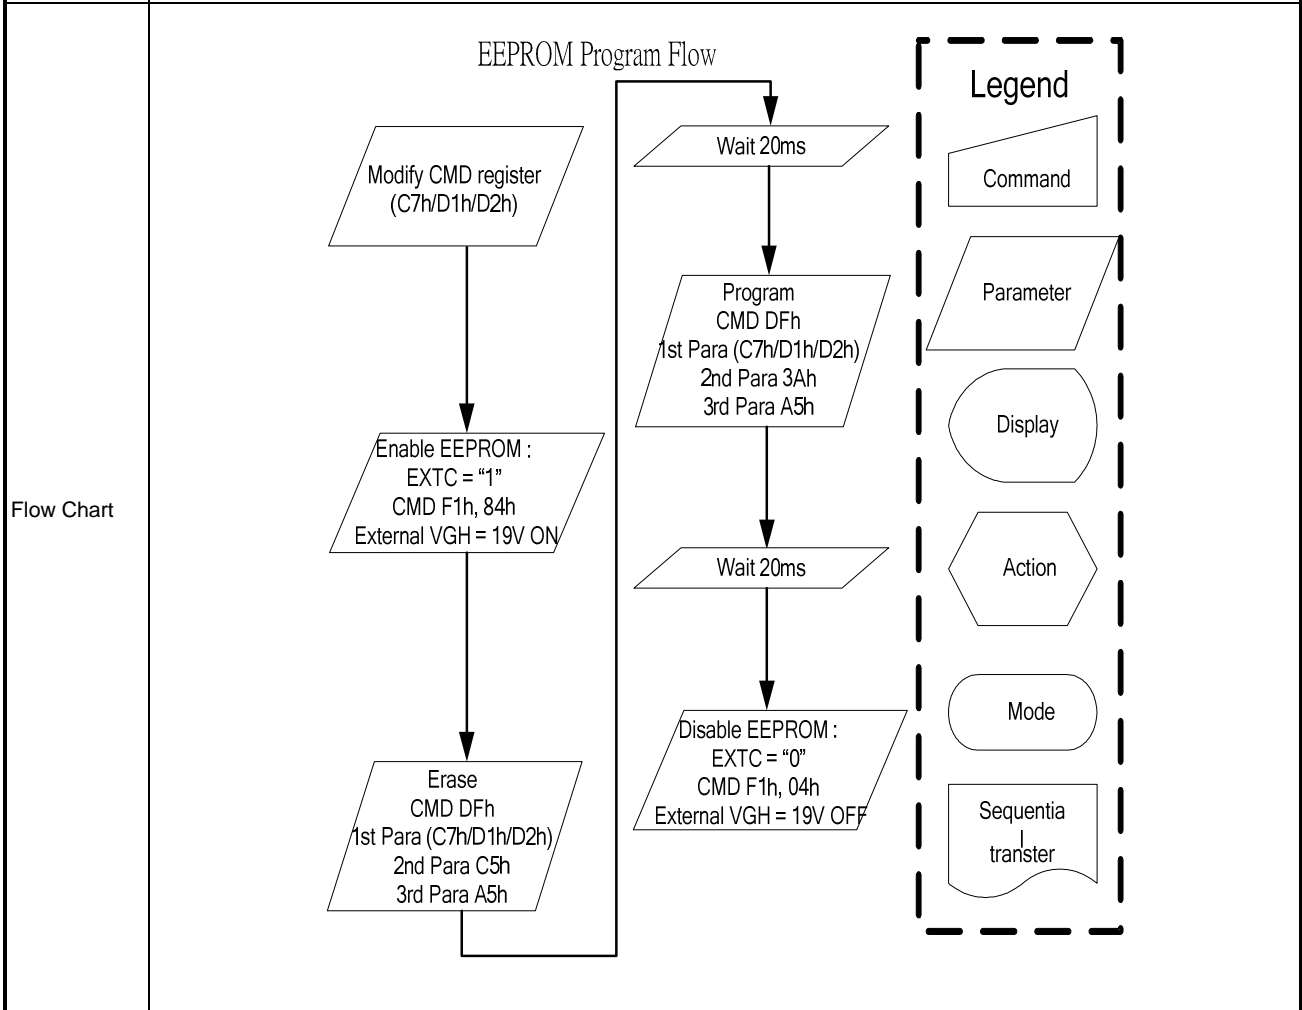 Flow Chart
EEPROM Program Flow
Modify CMD register
(C7h/D1h/D2h)
Enable EEPROM :
EXTC = “1”
CMD F1h, 84h
External VGH = 19V ON
Erase
CMD DFh
1st Para (C7h/D1h/D2h)
2nd Para C5h
3rd Para A5h
Wait 20ms
Program
CMD DFh
1st Para (C7h/D1h/D2h)
2nd Para 3Ah
3rd Para A5h
Wait 20ms
Disable EEPROM :
EXTC = “0”
CMD F1h, 04h
External VGH = 19V OFF
Legend
Command
Parameter
Display
Action
Mode
Sequentia
l
transter